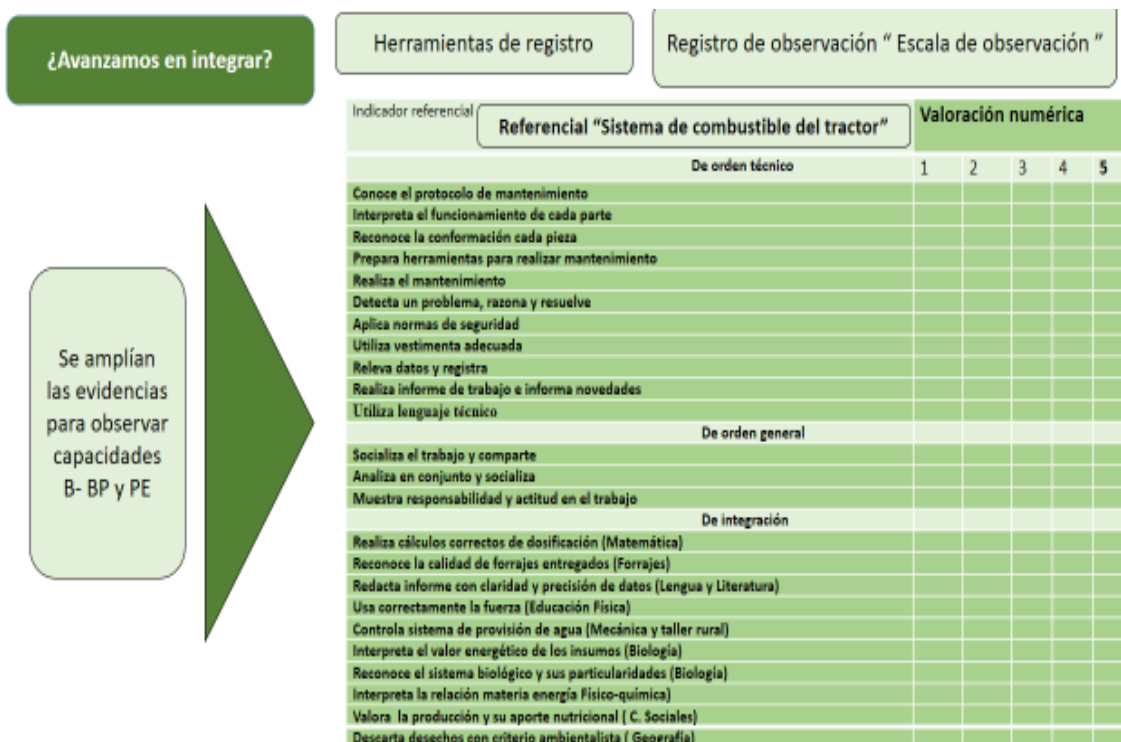 ¿Avanzamos en integrar?
Herramientas de registro
Registro de observación “ Escala de observación ”
Indicador referencial
Referencial “Sistema de combustible del tractor”
Valoración numérica
De orden técnico
1 2 3 4 5
Conoce el protocolo de mantenimiento
Interpreta el funcionamiento de cada parte
Reconoce la conformación cada pieza
Prepara herramientas para realizar mantenimiento
Realiza el mantenimiento
Detecta un problema, razona y resuelve
Aplica normas de seguridad
Utiliza vestimenta adecuada
Releva datos y registra
Realiza informe de trabajo e informa novedades
Utiliza lenguaje técnico
De orden general
Socializa el trabajo y comparte
Analiza en conjunto y socializa
Muestra responsabilidad y actitud en el trabajo
De integración
Realiza cálculos correctos de dosificación (Matemática)
Reconoce la calidad de forrajes entregados (Forrajes)
Redacta informe con claridad y precisión de datos (Lengua y Literatura)
Usa correctamente la fuerza (Educación Física)
Controla sistema de provisión de agua (Mecánica y taller rural)
Interpreta el valor energético de los insumos (Biología)
Reconoce el sistema biológico y sus particularidades (Biología)
Interpreta la relación materia energía Físico-química)
Valora la producción y su aporte nutricional ( C. Sociales)
Descarta desechos con criterio ambientalista ( Geografía)
Se amplían
las evidencias
para observar
capacidades
B- BP y PE